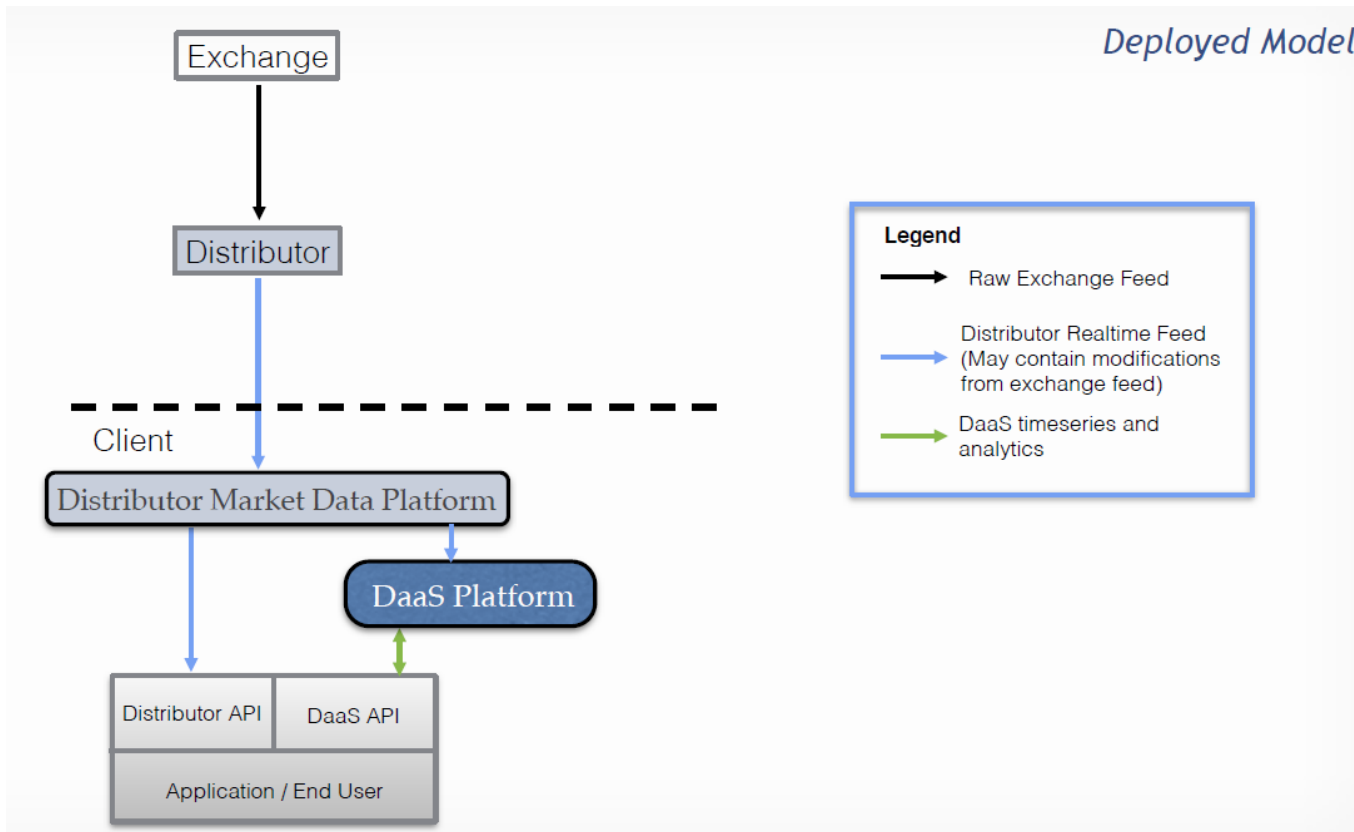 Deployed Model
Exchange
Distributor
Client
Distributor Market Data Platform
DaaS Platform
Distributor API
DaaS API
Application / End User
Legend
Raw Exchange Feed
Distributor Realtime Feed
(May contain modifications
from exchange feed)
DaaS timeseries and
analytics